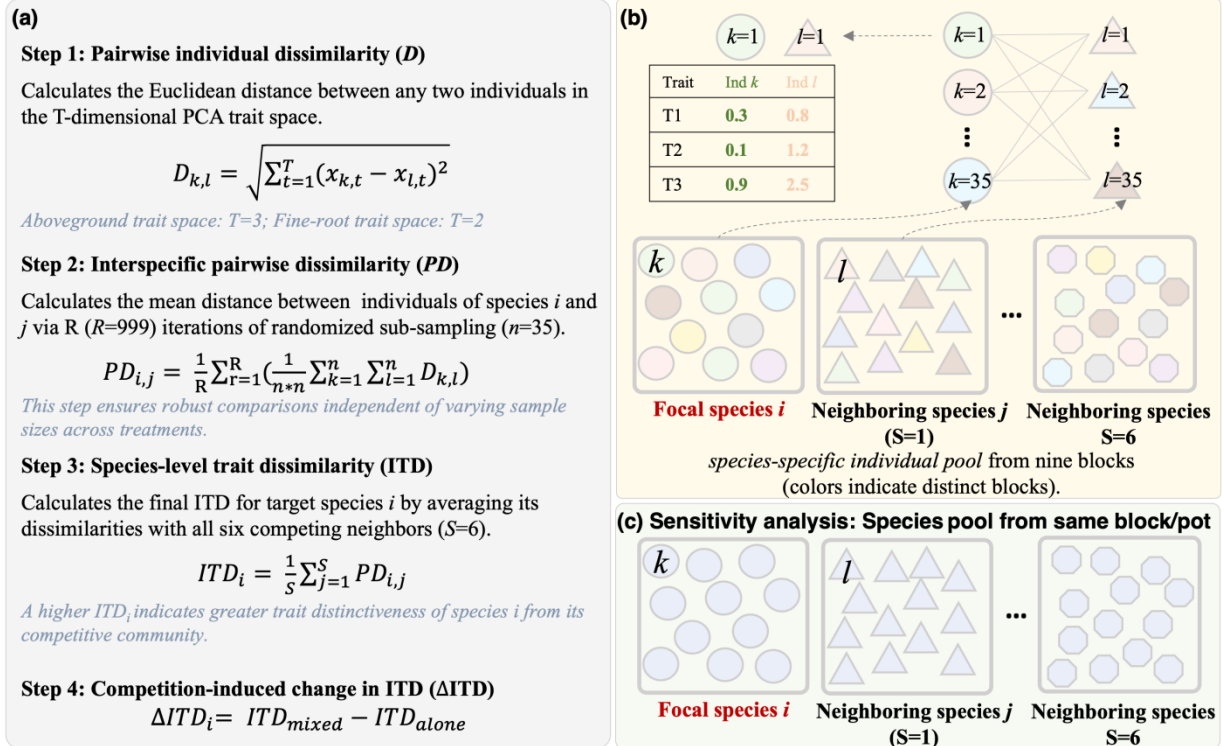 (a)
Step 1: Pairwise individual dissimilarity (D)
Calculates the Euclidean distance between any two individuals in
the T-dimensional PCA trait space.
D_{k,l} = √(∑_{t=1}^{T}(x_{k,t} − x_{l,t})²)
Aboveground trait space: T=3; Fine-root trait space: T=2
Step 2: Interspecific pairwise dissimilarity (PD)
Calculates the mean distance between individuals of species i and
j via R (R=999) iterations of randomized sub-sampling (n=35).
PD_{i,j} = 1/R ∑_{r=1}^{R}(1/(n*n) ∑_{k=1}^{n} ∑_{l=1}^{n} D_{k,l})
This step ensures robust comparisons independent of varying sample
sizes across treatments.
Step 3: Species-level trait dissimilarity (ITD)
Calculates the final ITD for target species i by averaging its
dissimilarities with all six competing neighbors (S=6).
ITD_i = 1/S ∑_{j=1}^{S} PD_{i,j}
A higher ITD_i indicates greater trait distinctiveness of species i from its
competitive community.
Step 4: Competition-induced change in ITD (ΔITD)
ΔITD_i = ITD_{mixed} − ITD_{alone}
(b)
k=1 l=1 k=1 l=1
Trait Ind k Ind l
T1 0.3 0.8
T2 0.1 1.2
T3 0.9 2.5
k=2 l=2
k=35 l=35
k l ...
Focal species i
Neighboring species j
(S=1)
Neighboring species
S=6
species-specific individual pool from nine blocks
(colors indicate distinct blocks).
(c) Sensitivity analysis: Species pool from same block/pot
k l ...
Focal species i
Neighboring species j
(S=1)
Neighboring species
S=6